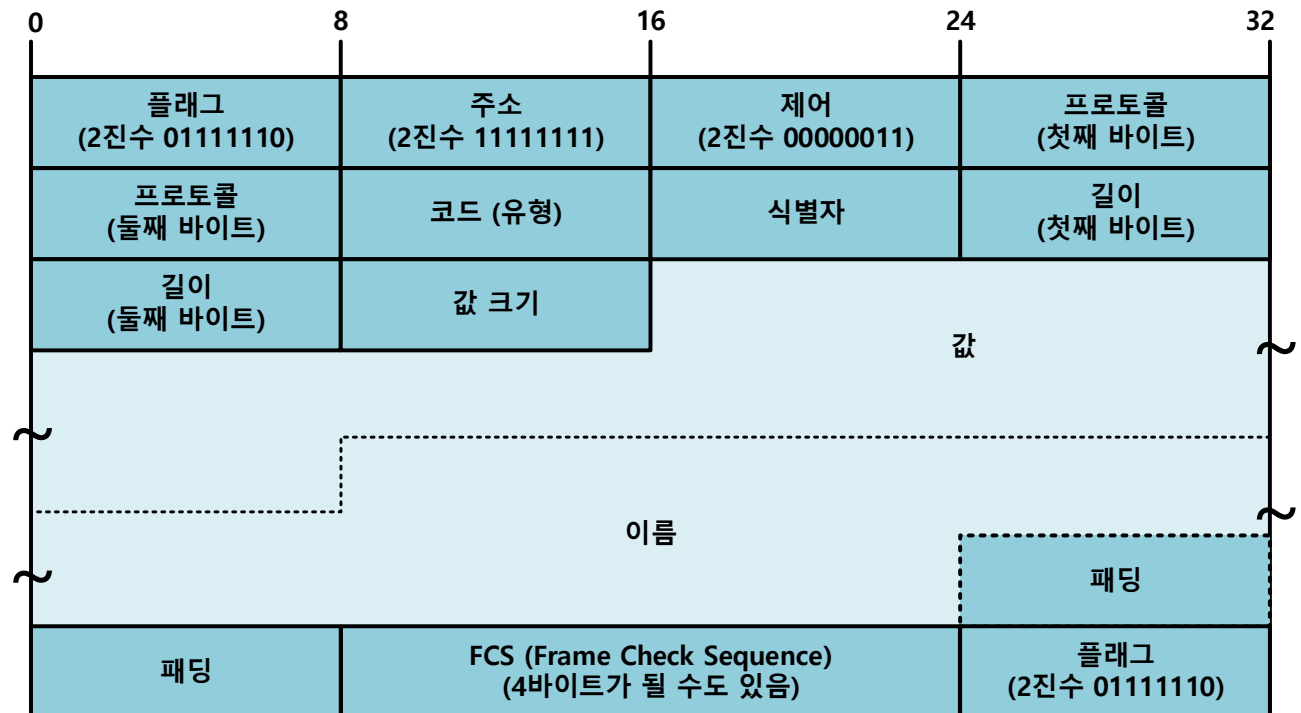 0 8 16 24 32
플래그
(2진수 01111110)
주소
(2진수 11111111)
제어
(2진수 00000011)
프로토콜
(첫째 바이트)
프로토콜
(둘째 바이트)
코드 (유형)
식별자
길이
(첫째 바이트)
길이
(둘째 바이트)
값 크기
값
이름
패딩
패딩
FCS (Frame Check Sequence)
(4바이트가 될 수도 있음)
플래그
(2진수 01111110)